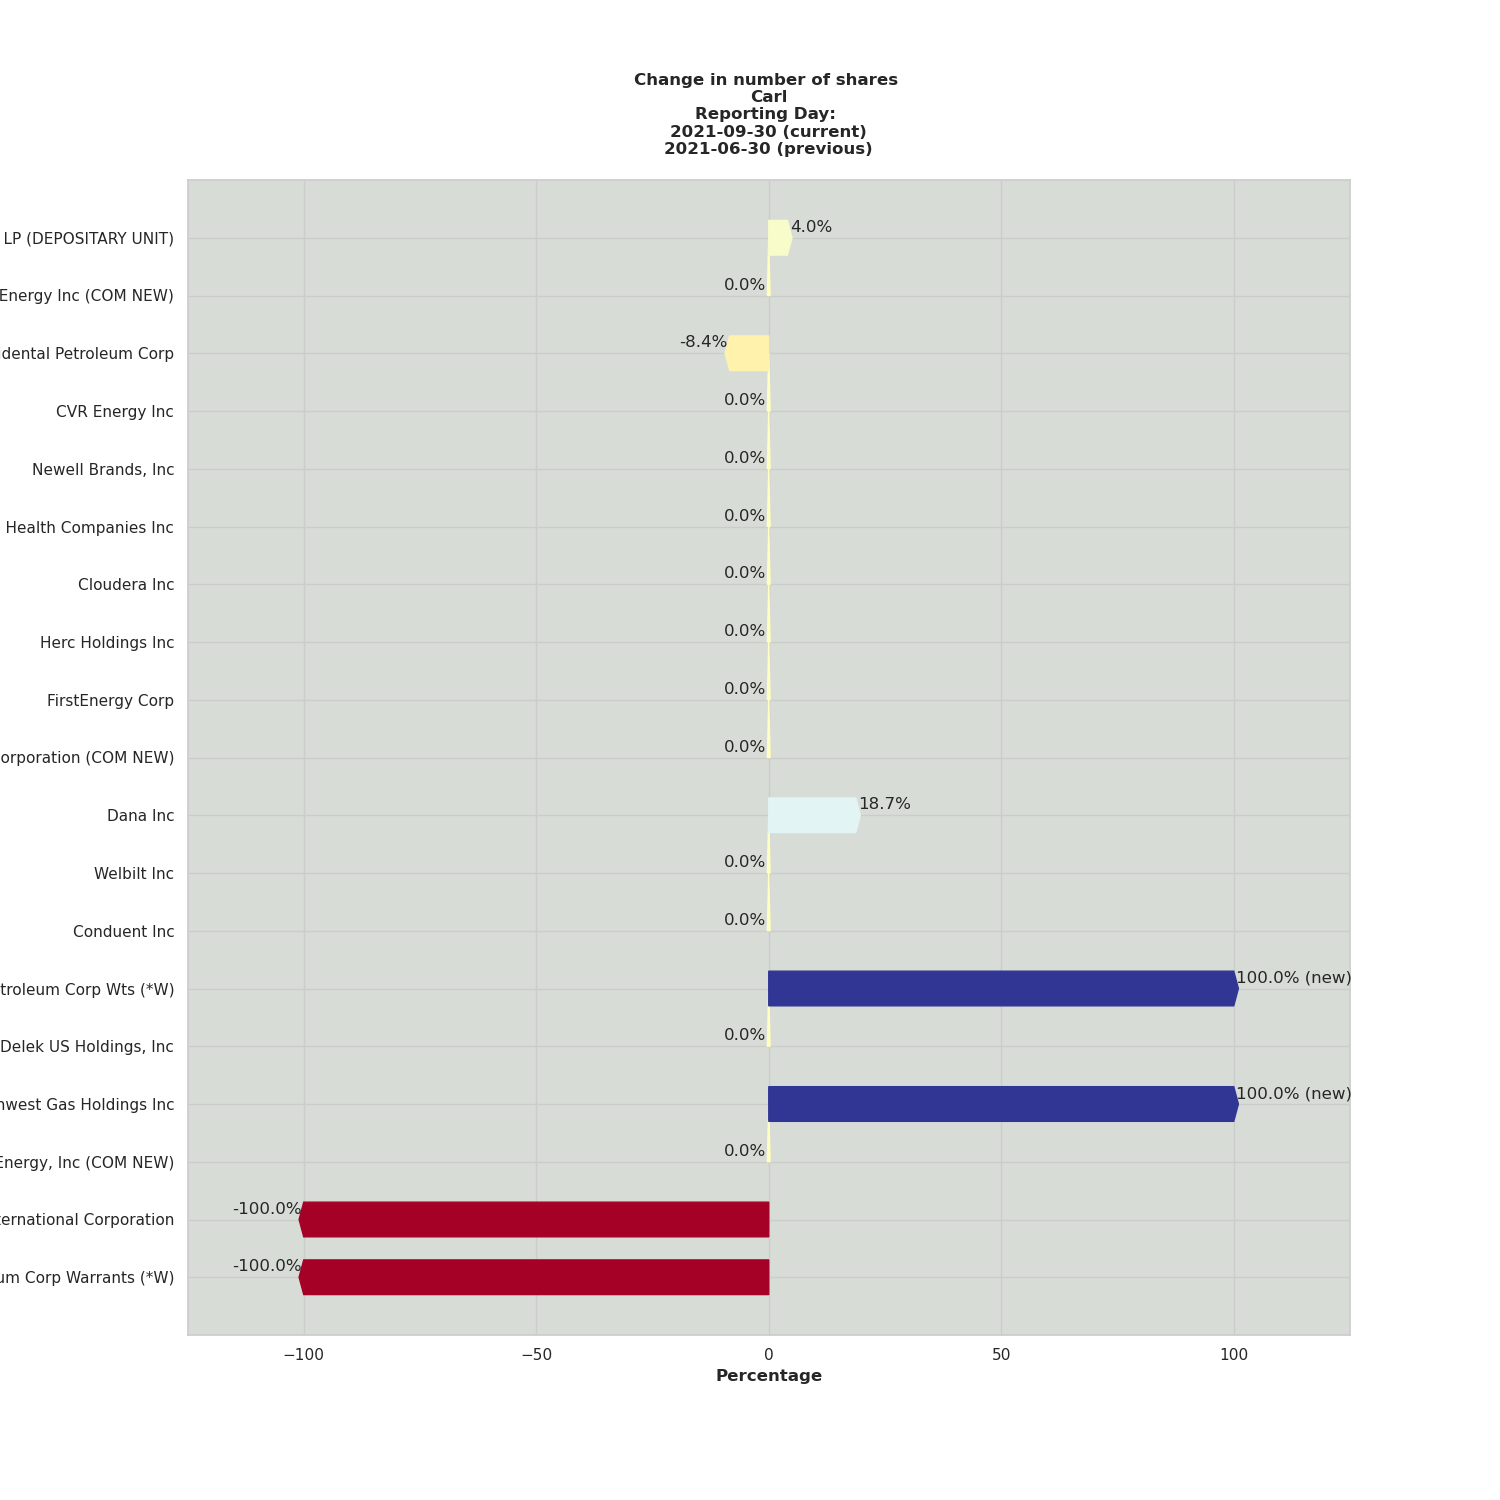 Change in number of shares
Carl
Reporting Day:
2021-09-30 (current)
2021-06-30 (previous)
LP (DEPOSITARY UNIT) 4.0%
Energy Inc (COM NEW) 0.0%
dental Petroleum Corp -8.4%
CVR Energy Inc 0.0%
Newell Brands, Inc 0.0%
Health Companies Inc 0.0%
Cloudera Inc 0.0%
Herc Holdings Inc 0.0%
FirstEnergy Corp 0.0%
orporation (COM NEW) 0.0%
Dana Inc 18.7%
Welbilt Inc 0.0%
Conduent Inc 0.0%
troleum Corp Wts (*W) 100.0% (new)
Delek US Holdings, Inc 0.0%
nwest Gas Holdings Inc 100.0% (new)
Energy, Inc (COM NEW) 0.0%
ternational Corporation -100.0%
um Corp Warrants (*W) -100.0%
−100 −50 0 50 100
Percentage